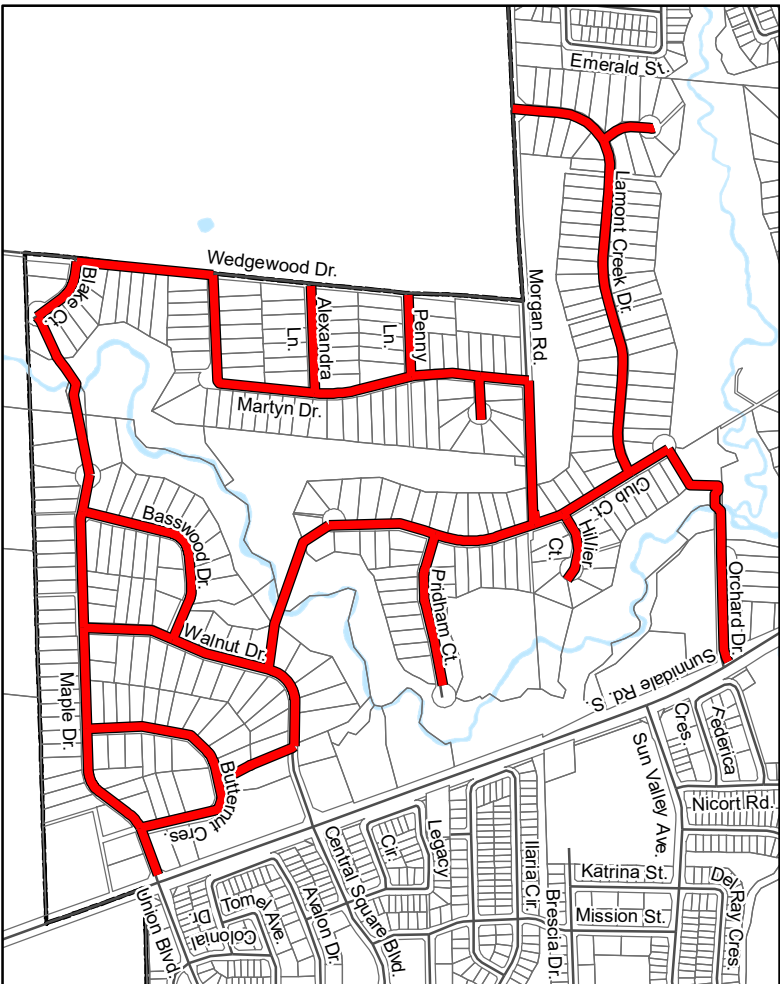 Emerald St.
Lamont Creek Dr.
Wedgewood Dr.
Morgan Rd.
Blake Ct.
Alexandra
Ln.
Penny
Ln.
Martyn Dr.
Club Ct.
Hillier
Ct.
Basswood Dr.
Pridham Ct.
Orchard Dr.
Walnut Dr.
Sunnidale Rd. S.
Maple Dr.
Federica
Cres.
Sun Valley Ave.
Butternut Cres.
Nicort Rd.
Legacy
Cir.
Ilaria Cir
Central Square Blvd.
Katrina St.
Del Ray Cres.
Union Blvd.
Tomel Ave.
Avalon Dr.
Colonial
Dr.
Brescia Dr.
Mission St.